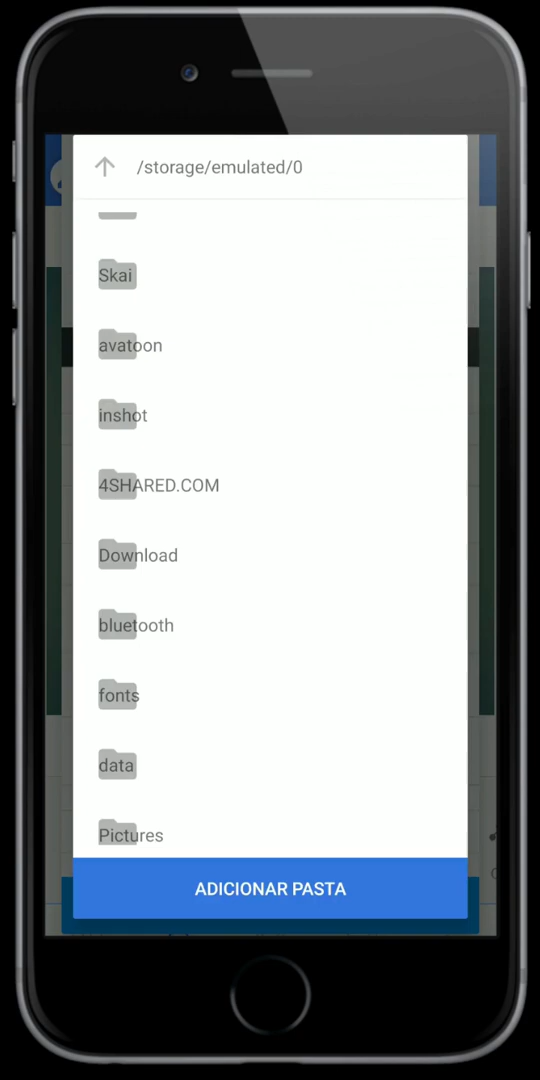 /storage/emulated/0
Skai
avatoon
inshot
4SHARED.COM
Download
bluetooth
fonts
data
Pictures
ADICIONAR PASTA